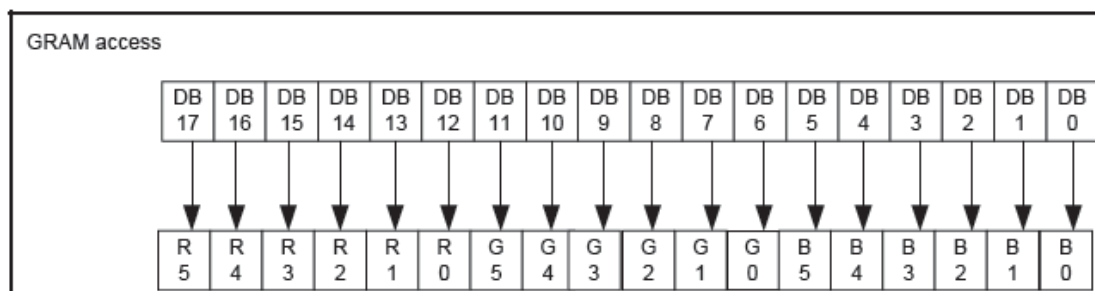 GRAM access
DB DB DB DB DB DB DB DB DB DB DB DB DB DB DB DB DB DB
17 16 15 14 13 12 11 10 9 8 7 6 5 4 3 2 1 0
R R R R R R G G G G G G B B B B B B
5 4 3 2 1 0 5 4 3 2 1 0 5 4 3 2 1 0